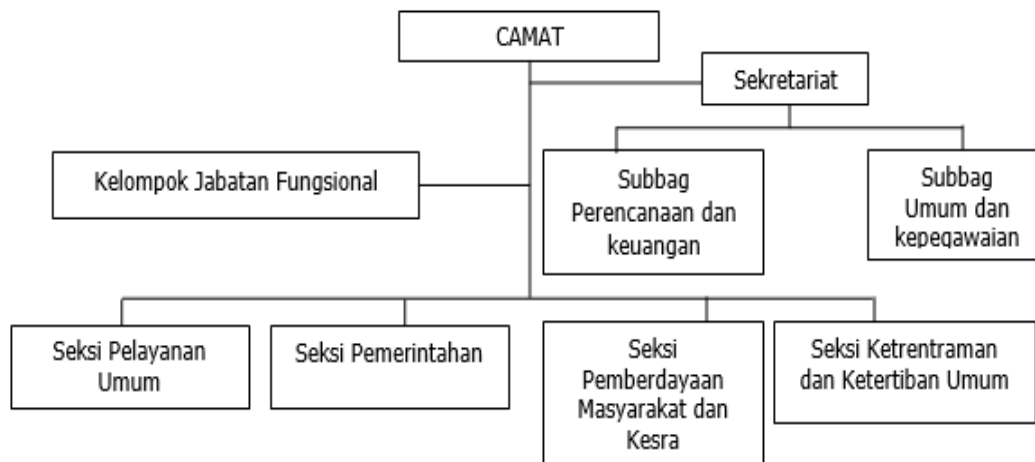 CAMAT
Sekretariat
Kelompok Jabatan Fungsional
Subbag
Perencanaan dan
keuangan
Subbag
Umum dan
kepegawaian
Seksi Pelayanan
Umum
Seksi Pemerintahan
Seksi
Pemberdayaan
Masyarakat dan
Kesra
Seksi Ketrentraman
dan Ketertiban Umum